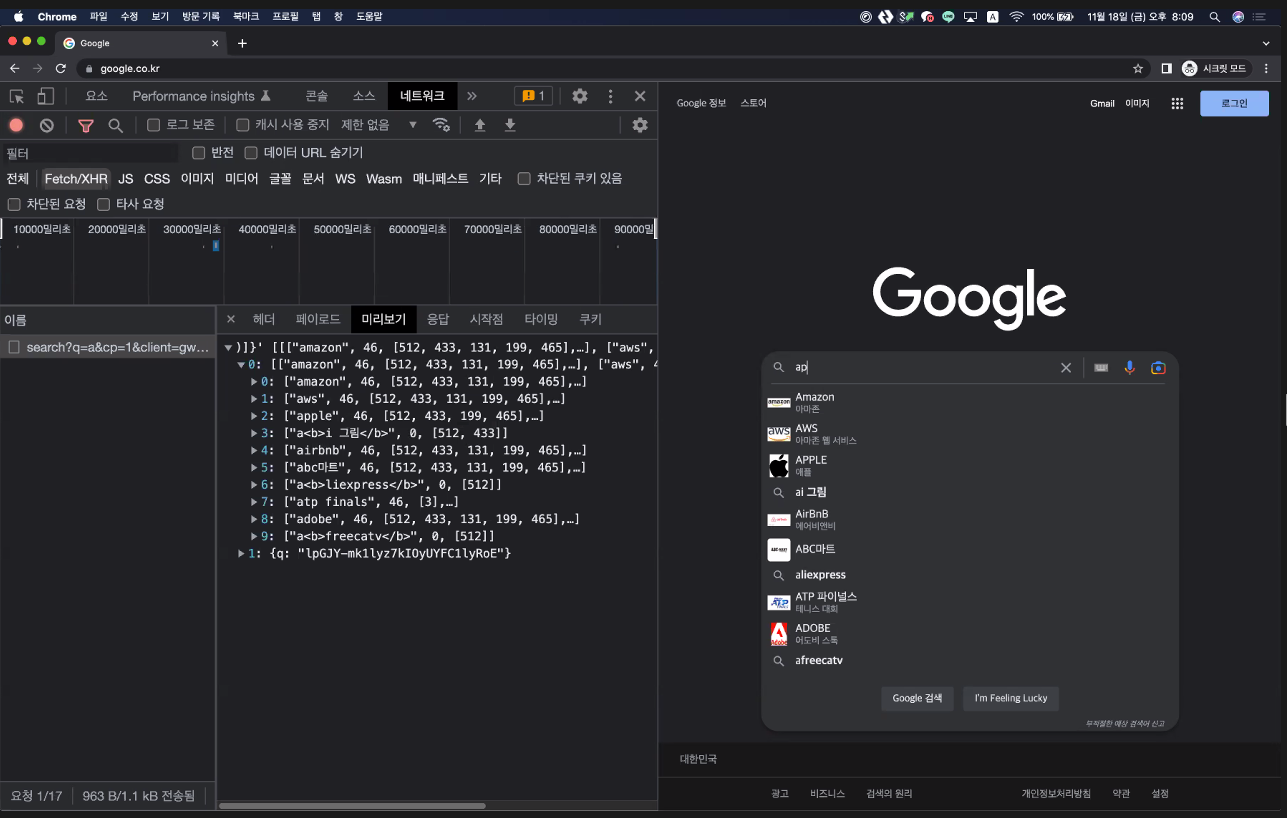 Chrome 파일 수정 보기 방문 기록 북마크 프로필 탭 창 도움말
A 100% 11월 18일 (금) 오후 8:09
Google
google.co.kr
시크릿 모드
요소 Performance insights 콘솔 소스 네트워크 » 1
로그 보존 캐시 사용 중지 제한 없음
필터 반전 데이터 URL 숨기기
전체 Fetch/XHR JS CSS 이미지 미디어 글꼴 문서 WS Wasm 매니페스트 기타 차단된 쿠키 있음
차단된 요청 타사 요청
10000밀리초 20000밀리초 30000밀리초 40000밀리초 50000밀리초 60000밀리초 70000밀리초 80000밀리초 90000밀
이름
search?q=a&cp=1&client=gw...
헤더 페이로드 미리보기 응답 시작점 타이밍 쿠키
)]}' [[["amazon", 46, [512, 433, 131, 199, 465],…], ["aws",
0: [["amazon", 46, [512, 433, 131, 199, 465],…], ["aws", 4
0: ["amazon", 46, [512, 433, 131, 199, 465],…]
1: ["aws", 46, [512, 433, 131, 199, 465],…]
2: ["apple", 46, [512, 433, 199, 465],…]
3: ["a<b>i 그림</b>", 0, [512, 433]]
4: ["airbnb", 46, [512, 433, 131, 199, 465],…]
5: ["abc마트", 46, [512, 433, 131, 199, 465],…]
6: ["a<b>liexpress</b>", 0, [512]]
7: ["atp finals", 46, [3],…]
8: ["adobe", 46, [512, 433, 131, 199, 465],…]
9: ["a<b>freecatv</b>", 0, [512]]
1: {q: "lpGJY-mk1lyz7kIOyUYFC1lyRoE"}
요청 1/17 963 B/1.1 kB 전송됨
Google 정보 스토어
Gmail 이미지 로그인
Google
ap
amazon
Amazon
아마존
aws
AWS
아마존 웹 서비스
APPLE
애플
ai 그림
AirBnB
에어비앤비
ABC마트
aliexpress
ATP
ATP 파이널스
테니스 대회
Adobe
ADOBE
어도비 스톡
afreecatv
Google 검색 I'm Feeling Lucky
부적절한 예상 검색어 신고
대한민국
광고 비즈니스 검색의 원리 개인정보처리방침 약관 설정